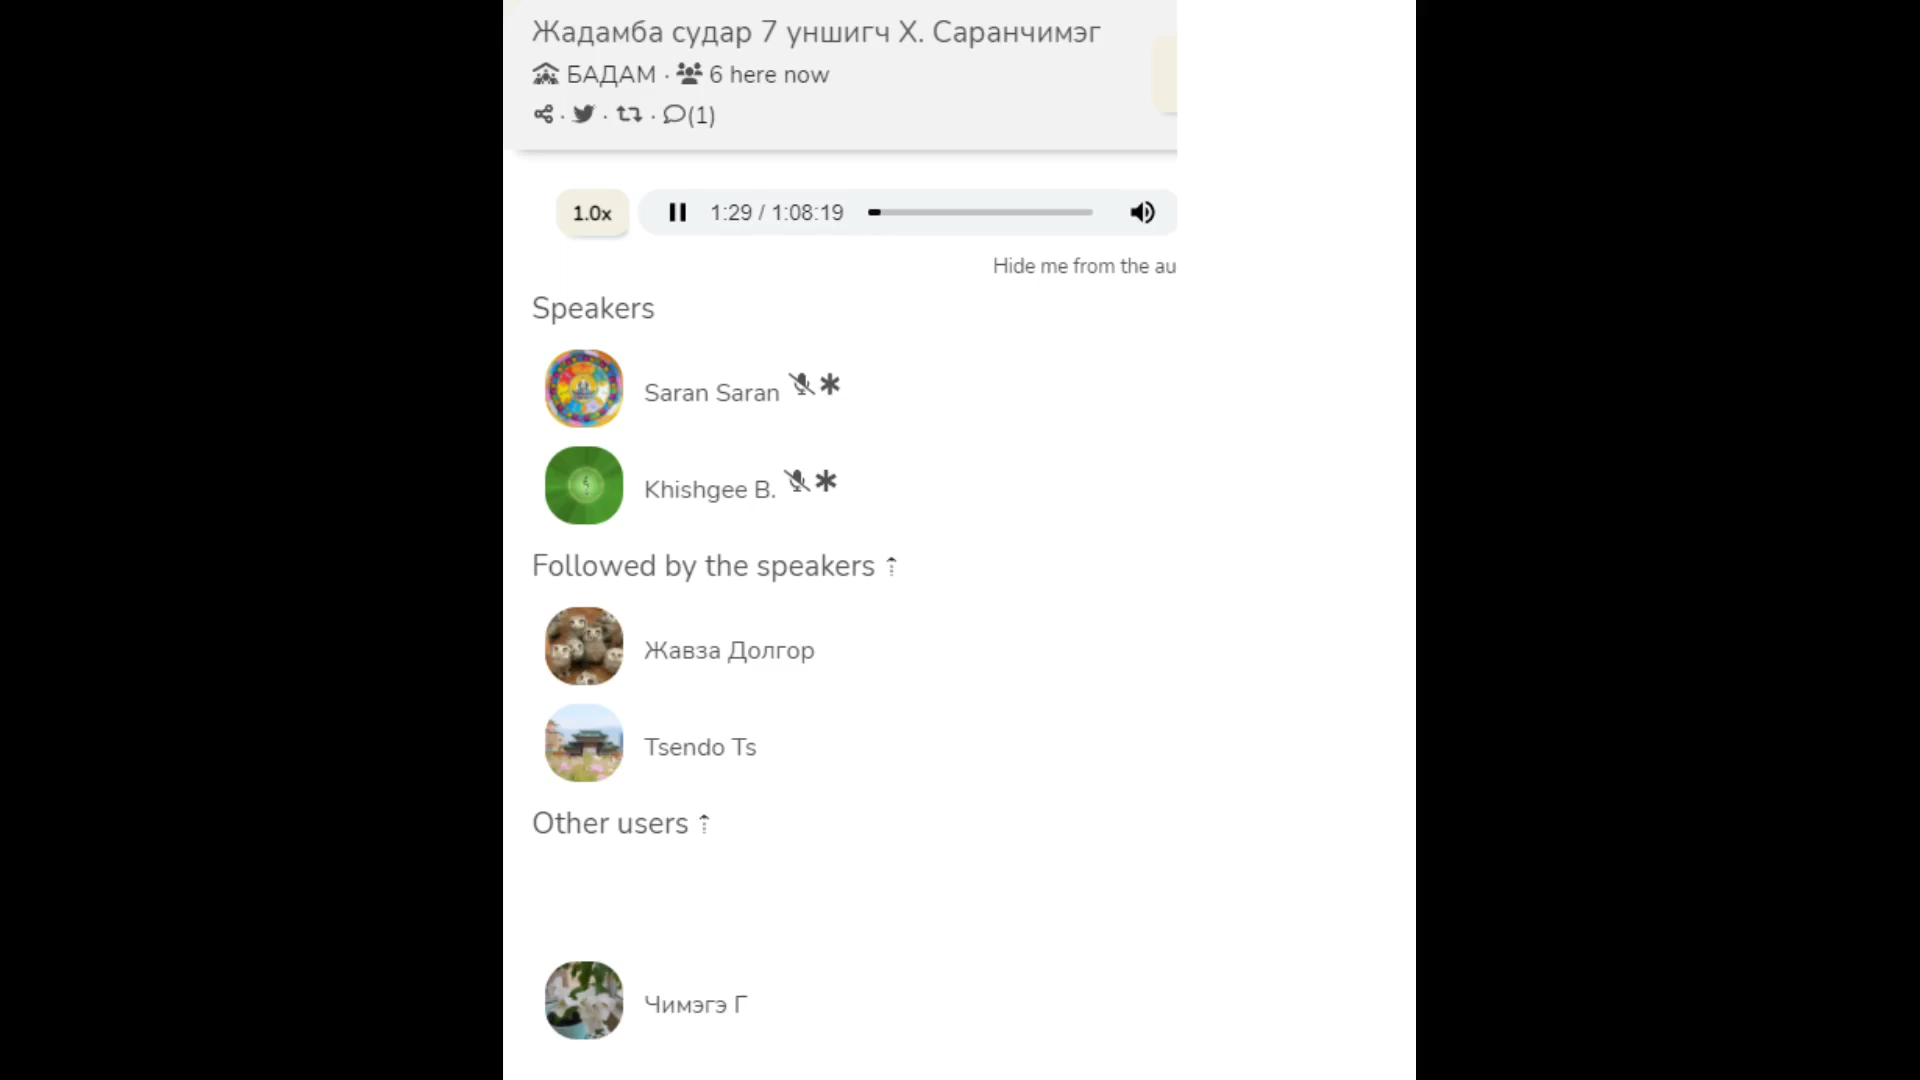 Жадамба судар 7 уншигч Х. Саранчимэг
БАДАМ · 6 here now
(1)
1.0x
1:29 / 1:08:19
Hide me from the au
Speakers
Saran Saran
Khishgee B.
Followed by the speakers
Жавза Долгор
Tsendo Ts
Other users
Чимэгэ Г